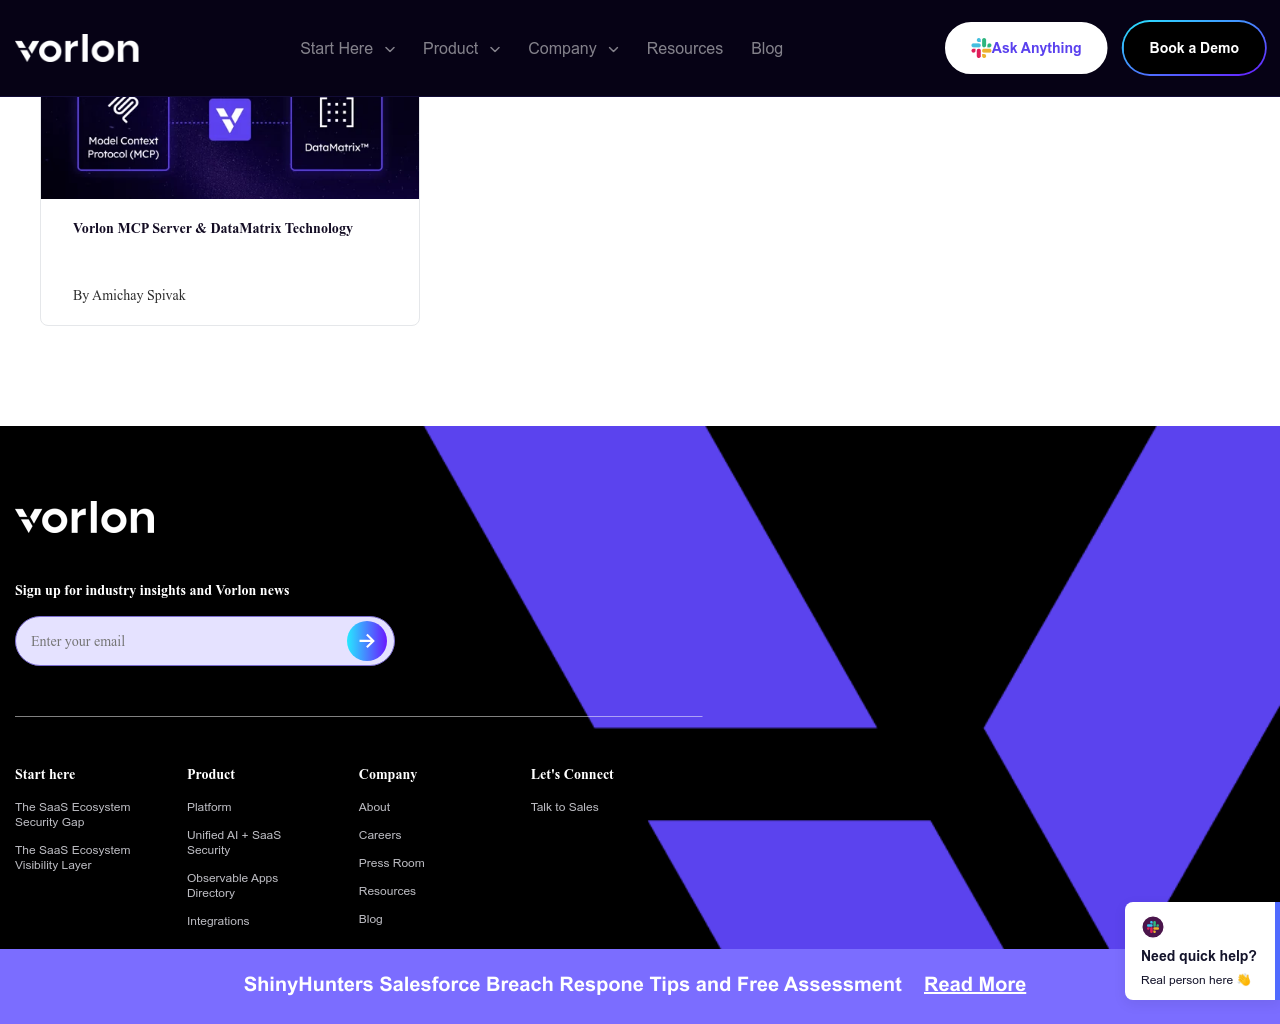 vorlon
Start Here
Product
Company
Resources
Blog
Ask Anything
Book a Demo
Model Context
Protocol (MCP)
DataMatrix™
Vorlon MCP Server & DataMatrix Technology
By Amichay Spivak
vorlon
Sign up for industry insights and Vorlon news
Enter your email
Start here
The SaaS Ecosystem
Security Gap
The SaaS Ecosystem
Visibility Layer
Product
Platform
Unified AI + SaaS
Security
Observable Apps
Directory
Integrations
Company
About
Careers
Press Room
Resources
Blog
Let's Connect
Talk to Sales
Need quick help?
Real person here 👋
ShinyHunters Salesforce Breach Respone Tips and Free Assessment Read More